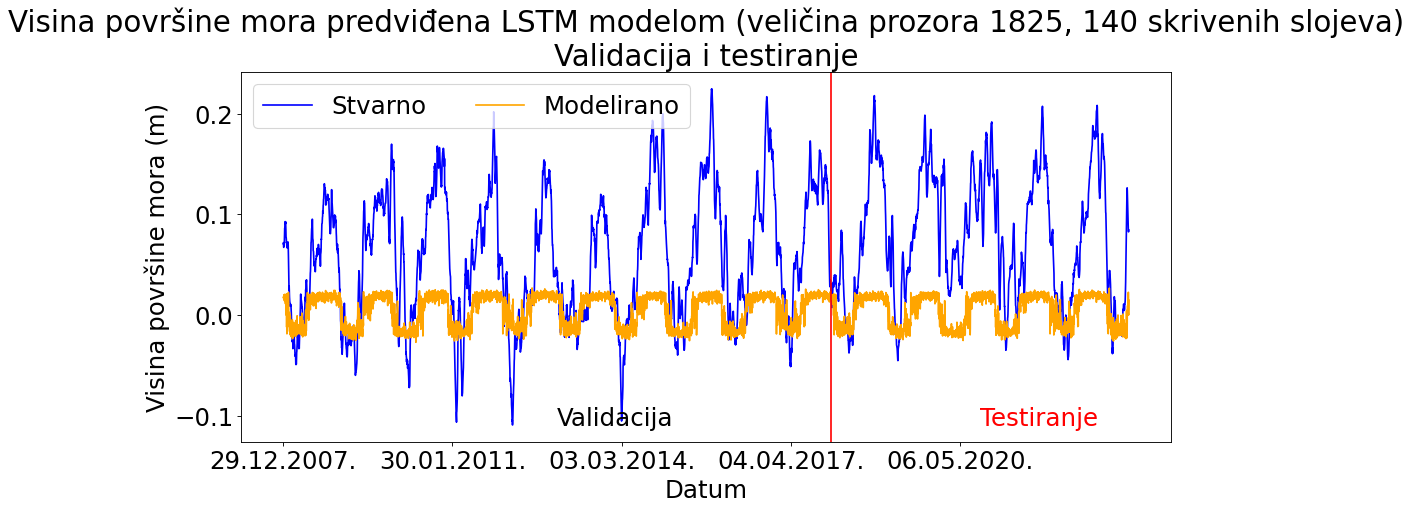 Visina površine mora predviđena LSTM modelom (veličina prozora 1825, 140 skrivenih slojeva)
Validacija i testiranje
Stvarno Modelirano
Visina površine mora (m)
0.2
0.1
0.0
−0.1
Validacija Testiranje
29.12.2007. 30.01.2011. 03.03.2014. 04.04.2017. 06.05.2020.
Datum